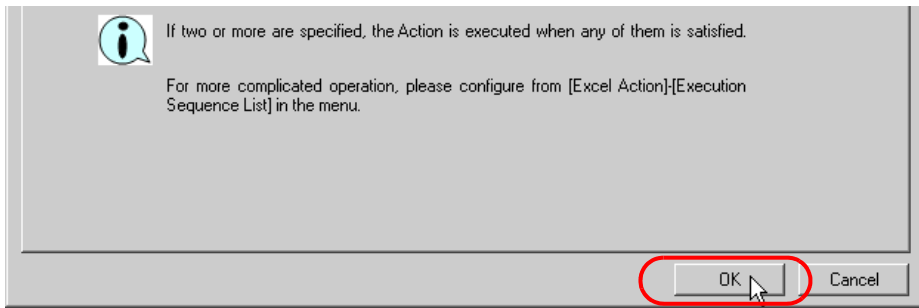 If two or more are specified, the Action is executed when any of them is satisfied.
For more complicated operation, please configure from [Excel Action]-[Execution
Sequence List] in the menu.
OK
Cancel